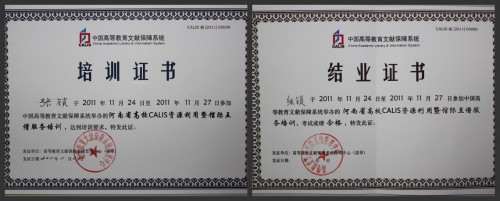 CALIS
中国高等教育文献保障系统
China Academic Library & Information System
培训证书
张颖 于 2011 年 11 月 24 日至 2011 年 11 月 27 日参加
中国高等教育文献保障系统举办的河南省高校CALIS资源利用暨馆际互
借服务培训，达到培训要求，特发此证。
CALIS
中国高等教育文献保障系统
China Academic Library & Information System
结业证书
张颖 于 2011 年 11 月 24 日至 2011 年 11 月 27 日参加中国高
等教育文献保障系统举办的河南省高校CALIS资源利用暨馆际互借服
务培训，考试成绩合格，特发此证。